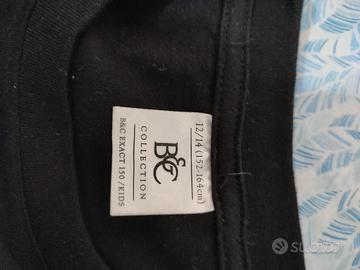 12/14 (152-164cm)
B&C
COLLECTION
B&C EXACT 150 /KIDS
subito